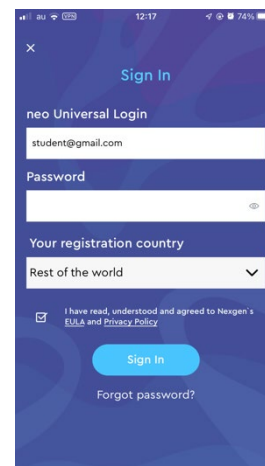 au VPN 12:17 74%
×
Sign In
neo Universal Login
student@gmail.com
Password
Your registration country
Rest of the world
I have read, understood and agreed to Nexgen`s
EULA and Privacy Policy
Sign In
Forgot password?